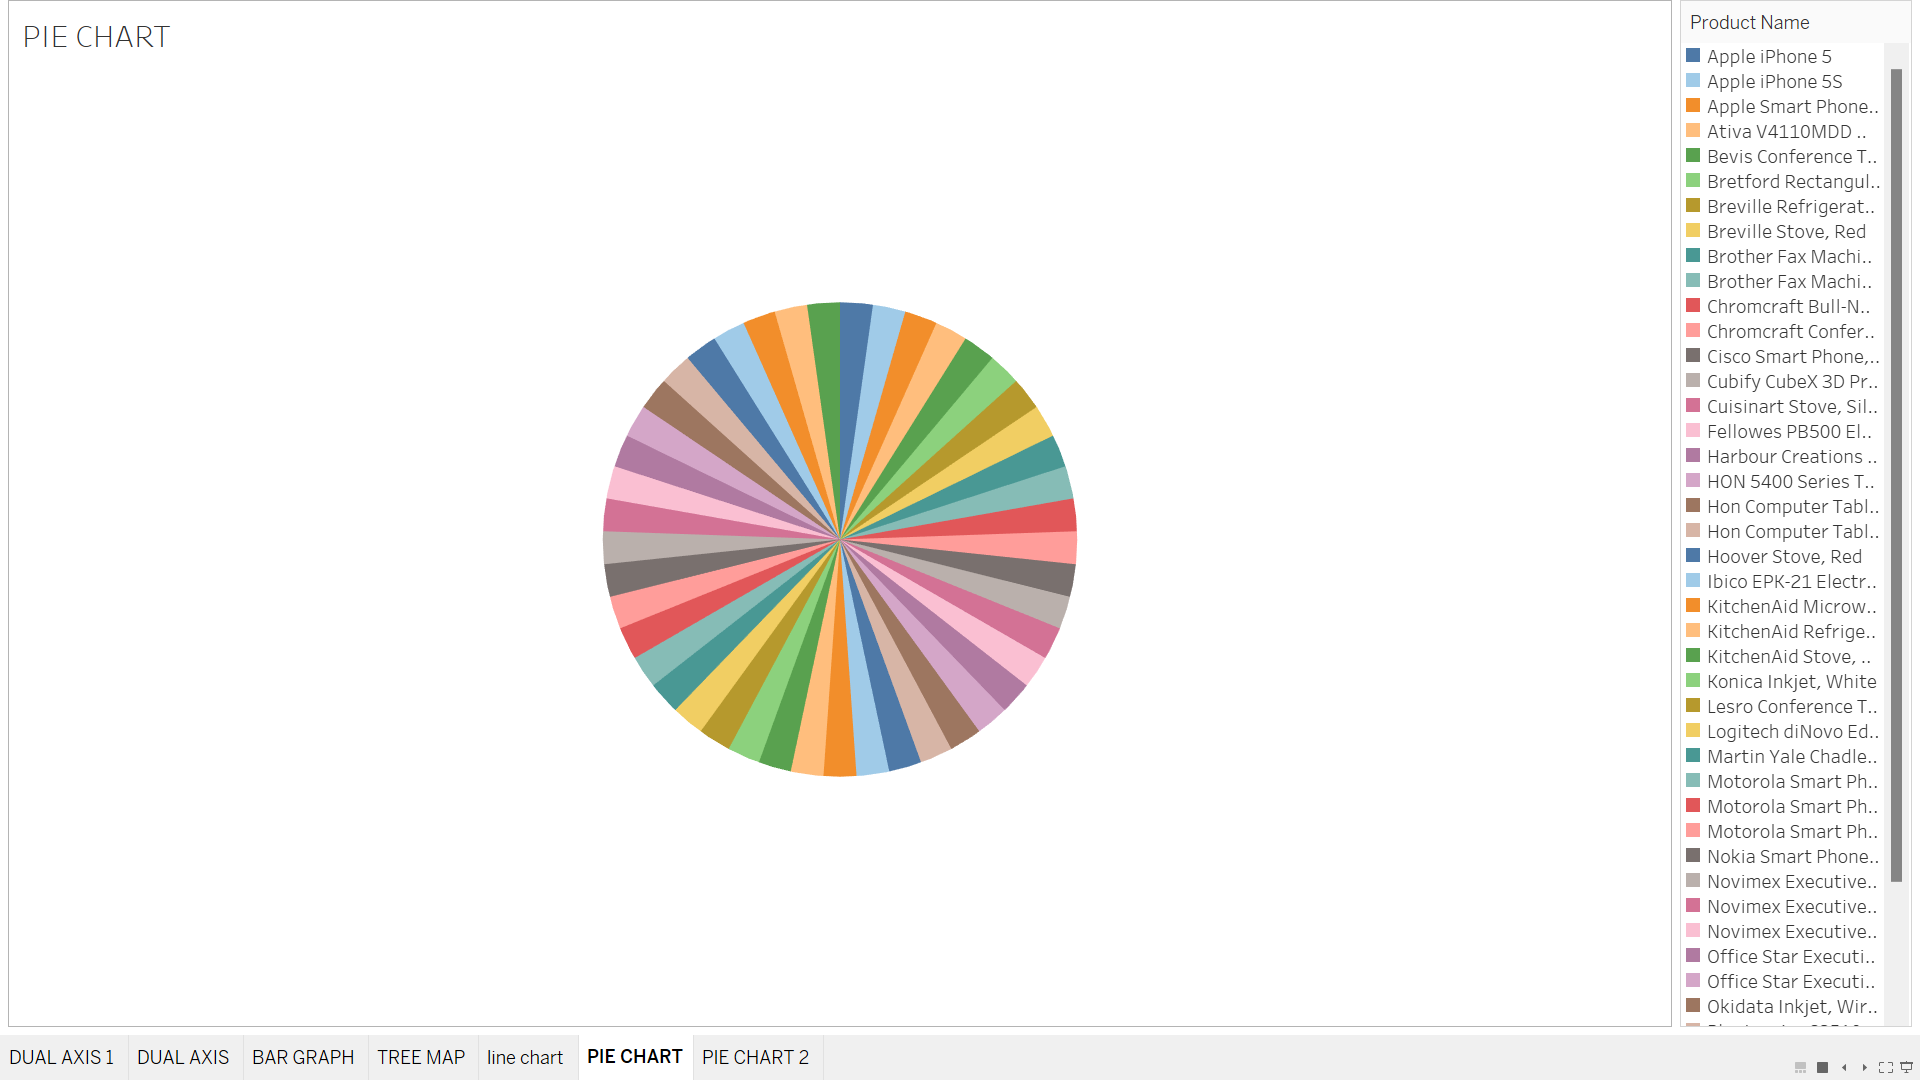 PIE CHART
Product Name
Apple iPhone 5
Apple iPhone 5S
Apple Smart Phone..
Ativa V4110MDD ..
Bevis Conference T..
Bretford Rectangul..
Breville Refrigerat..
Breville Stove, Red
Brother Fax Machi..
Brother Fax Machi..
Chromcraft Bull-N..
Chromcraft Confer..
Cisco Smart Phone,..
Cubify CubeX 3D Pr..
Cuisinart Stove, Sil..
Fellowes PB500 El..
Harbour Creations ..
HON 5400 Series T..
Hon Computer Tabl..
Hon Computer Tabl..
Hoover Stove, Red
Ibico EPK-21 Electr..
KitchenAid Microw..
KitchenAid Refrige..
KitchenAid Stove, ..
Konica Inkjet, White
Lesro Conference T..
Logitech diNovo Ed..
Martin Yale Chadle..
Motorola Smart Ph..
Motorola Smart Ph..
Motorola Smart Ph..
Nokia Smart Phone..
Novimex Executive..
Novimex Executive..
Novimex Executive..
Office Star Executi..
Office Star Executi..
Okidata Inkjet, Wir..
DUAL AXIS 1 DUAL AXIS BAR GRAPH TREE MAP line chart PIE CHART PIE CHART 2